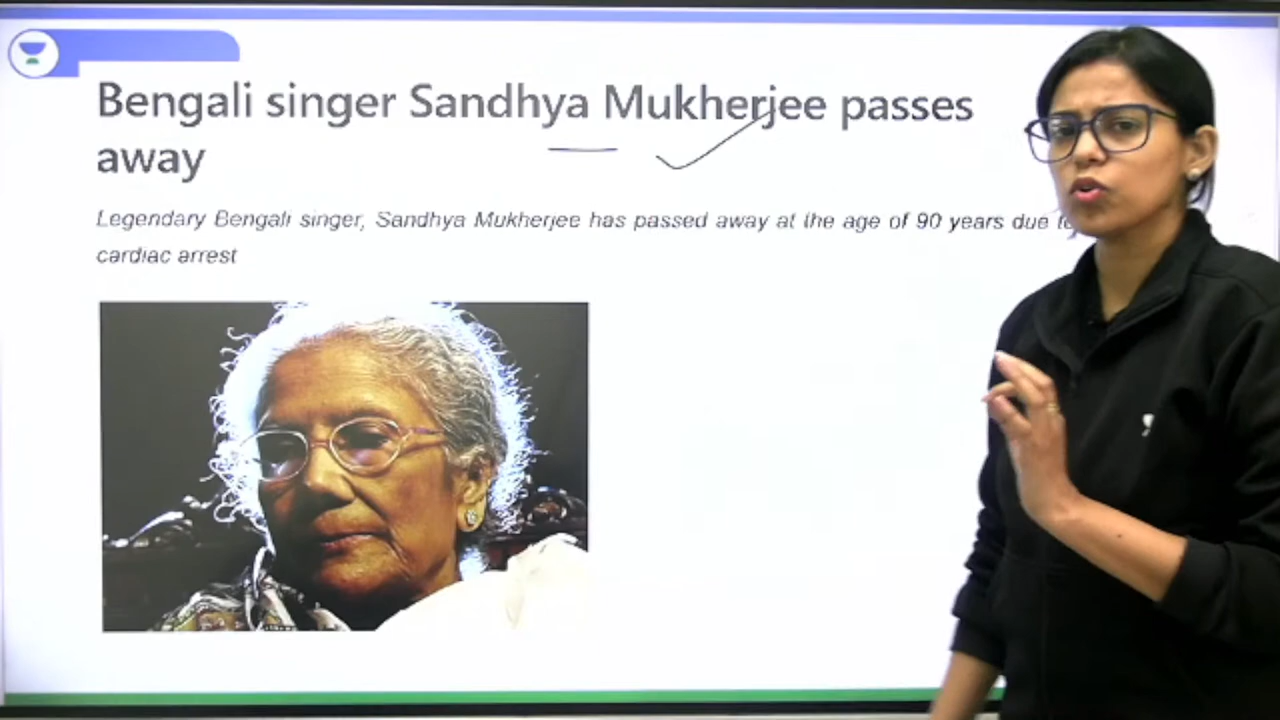 Bengali singer Sandhya Mukherjee passes
away
Legendary Bengali singer, Sandhya Mukherjee has passed away at the age of 90 years due to
cardiac arrest